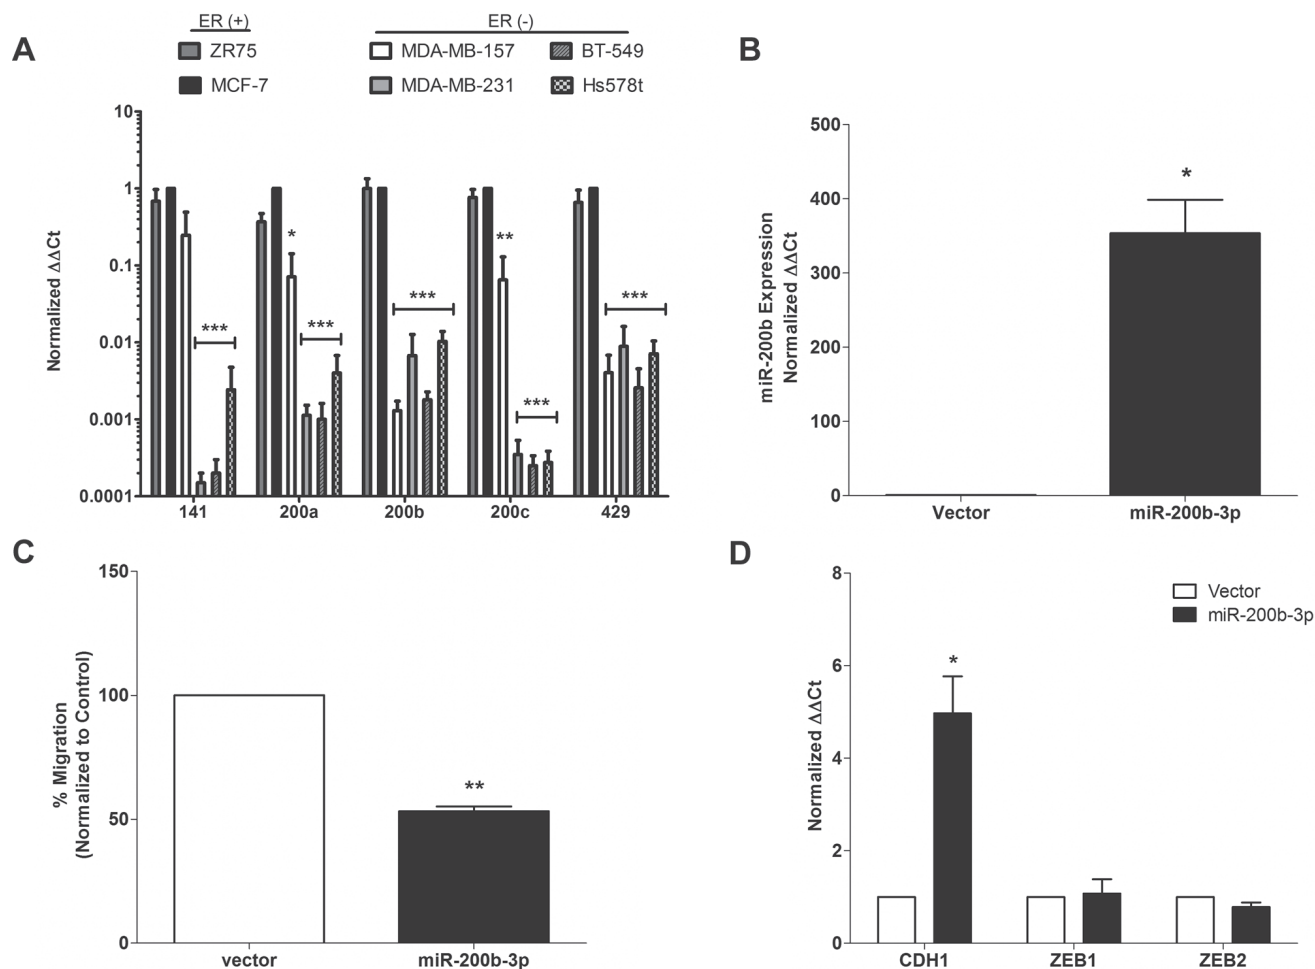 A
ER (+)
ER (-)
ZR75
MCF-7
MDA-MB-157
MDA-MB-231
BT-549
Hs578t
Normalized ΔΔCt
10
1
0.1
0.01
0.001
0.0001
*
**
***
***
***
***
***
141
200a
200b
200c
429
B
miR-200b Expression
Normalized ΔΔCt
500
400
300
200
100
0
*
Vector
miR-200b-3p
C
% Migration
(Normalized to Control)
150
100
50
0
**
vector
miR-200b-3p
D
Vector
miR-200b-3p
Normalized ΔΔCt
8
6
4
2
0
*
CDH1
ZEB1
ZEB2